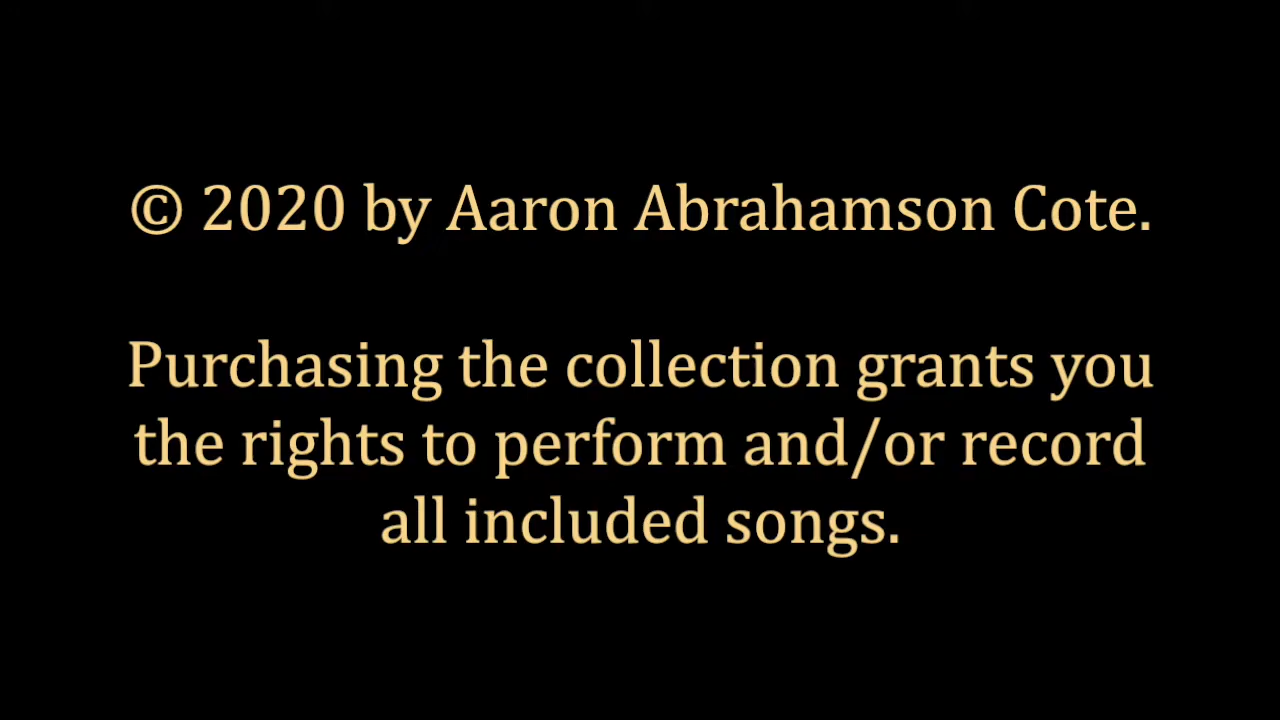 © 2020 by Aaron Abrahamson Cote.
Purchasing the collection grants you
the rights to perform and/or record
all included songs.